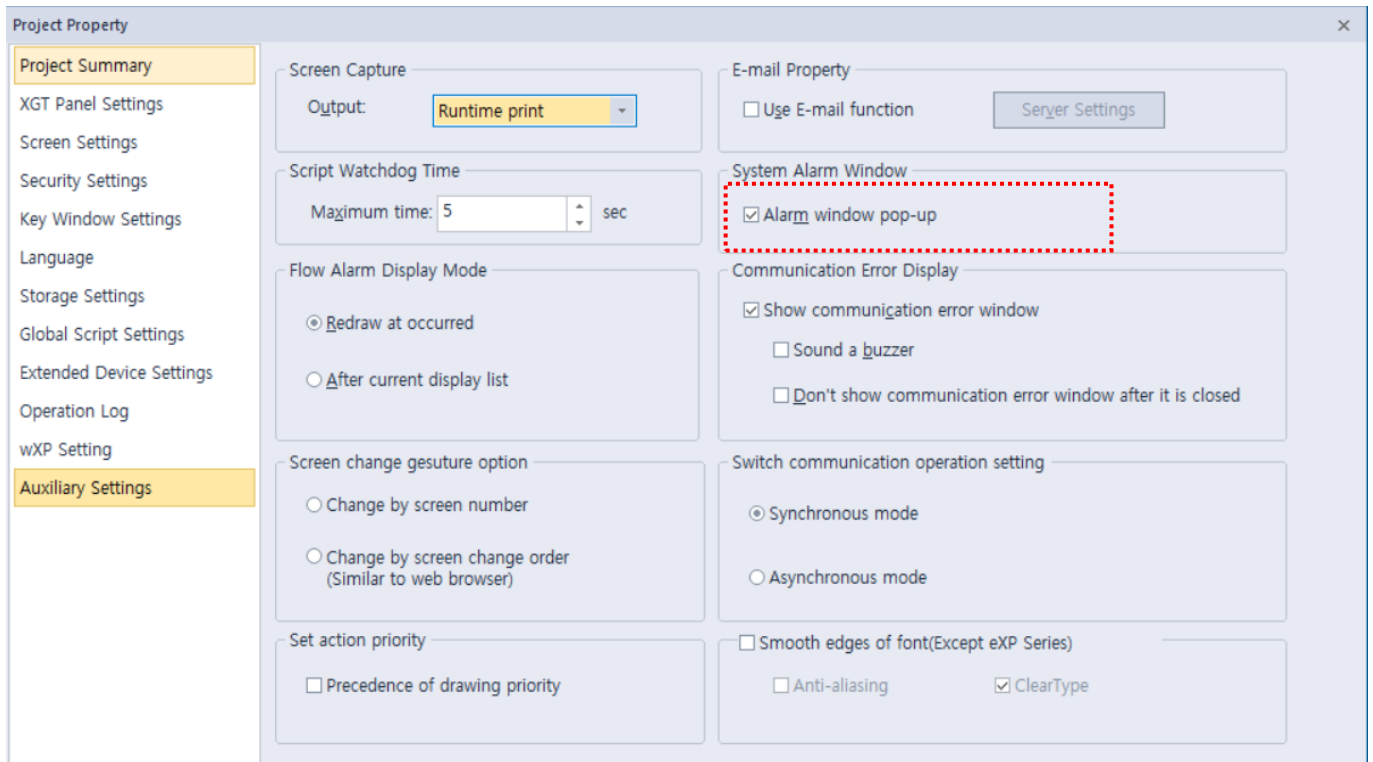 Project Property
Project Summary
XGT Panel Settings
Screen Settings
Security Settings
Key Window Settings
Language
Storage Settings
Global Script Settings
Extended Device Settings
Operation Log
wXP Setting
Auxiliary Settings
Screen Capture
Output:
Runtime print
Script Watchdog Time
Maximum time:
5
sec
Flow Alarm Display Mode
Redraw at occurred
After current display list
Screen change gesuture option
Change by screen number
Change by screen change order
(Similar to web browser)
Set action priority
Precedence of drawing priority
E-mail Property
Use E-mail function
Server Settings
System Alarm Window
Alarm window pop-up
Communication Error Display
Show communication error window
Sound a buzzer
Don't show communication error window after it is closed
Switch communication operation setting
Synchronous mode
Asynchronous mode
Smooth edges of font(Except eXP Series)
Anti-aliasing
ClearType